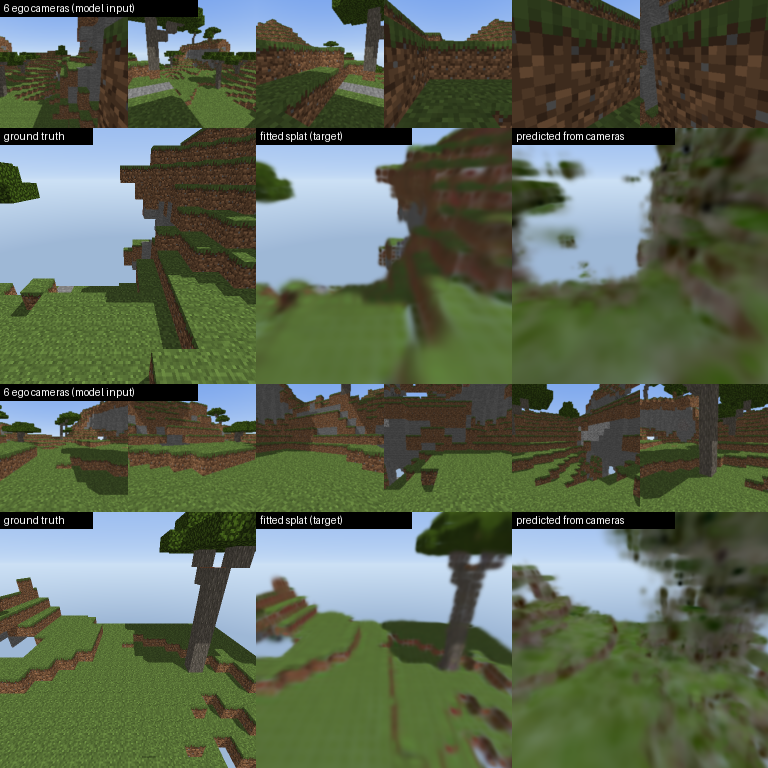 6 ego cameras (model input)
ground truth
fitted splat (target)
predicted from cameras
6 ego cameras (model input)
ground truth
fitted splat (target)
predicted from cameras